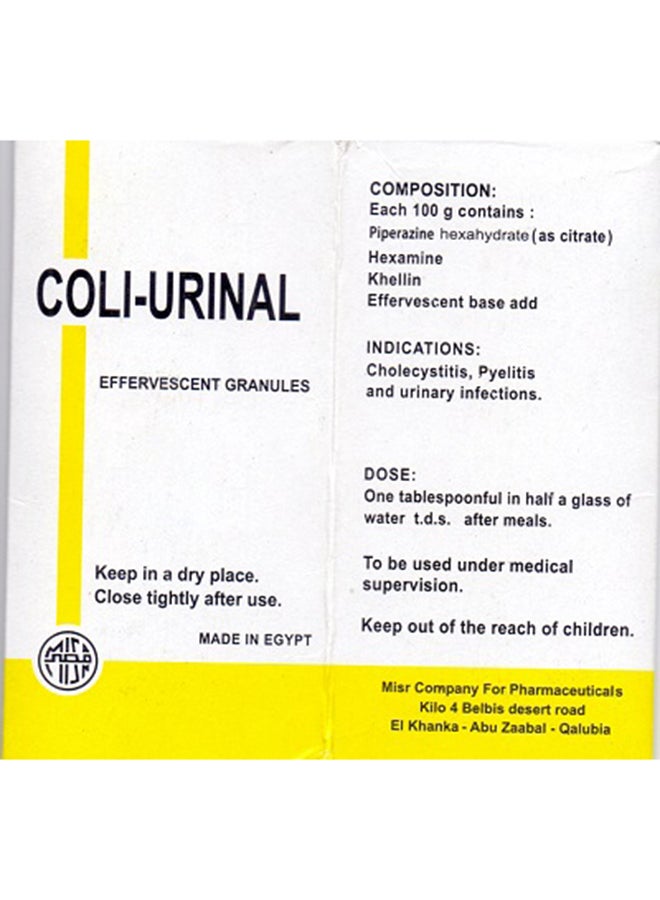 COLI-URINAL
EFFERVESCENT GRANULES
Keep in a dry place.
Close tightly after use.
MADE IN EGYPT
COMPOSITION:
Each 100 g contains :
Piperazine hexahydrate (as citrate)
Hexamine
Khellin
Effervescent base add
INDICATIONS:
Cholecystitis, Pyelitis
and urinary infections.
DOSE:
One tablespoonful in half a glass of
water t.d.s. after meals.
To be used under medical
supervision.
Keep out of the reach of children.
Misr Company For Pharmaceuticals
Kilo 4 Belbis desert road
El Khanka - Abu Zaabal - Qalubia